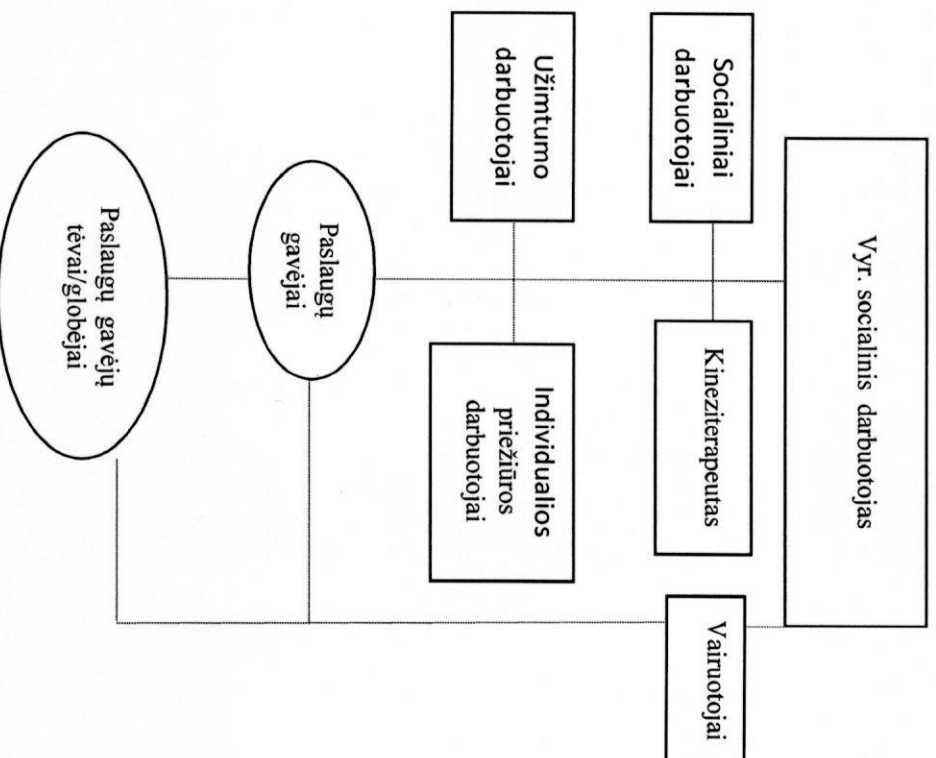 Vyr. socialinis darbuotojas
Socialiniai
darbuotojai
Kineziterapeutas
Vairuotojai
Užimtumo
darbuotojai
Individualios
priežiūros
darbuotojai
Paslaugų
gavėjai
Paslaugų gavėjų
tėvai/globėjai